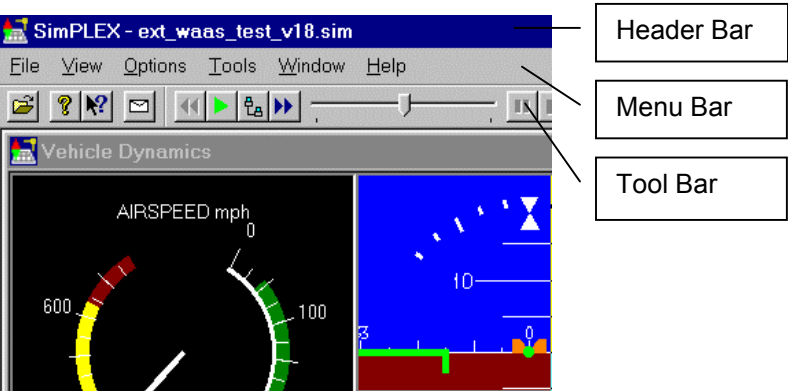 SimPLEX - ext_waas_test_v18.sim
Header Bar
File View Options Tools Window Help
Menu Bar
Tool Bar
Vehicle Dynamics
AIRSPEED mph
0
600
100
10
3
0